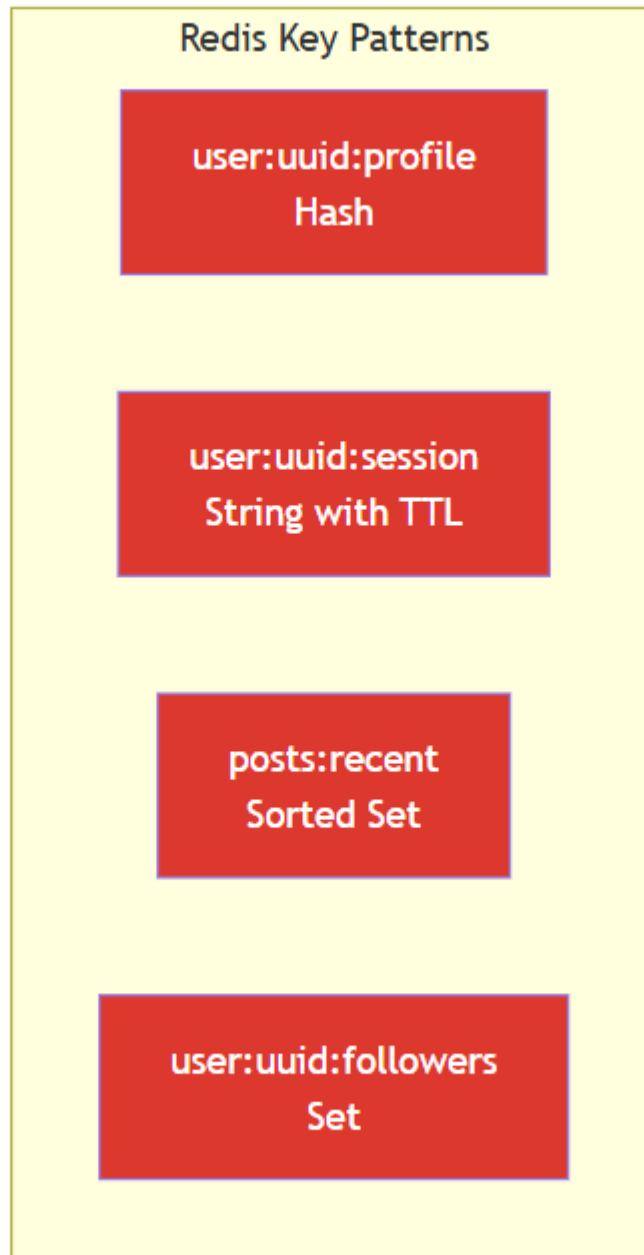 Redis Key Patterns
user:uuid:profile
Hash
user:uuid:session
String with TTL
posts:recent
Sorted Set
user:uuid:followers
Set